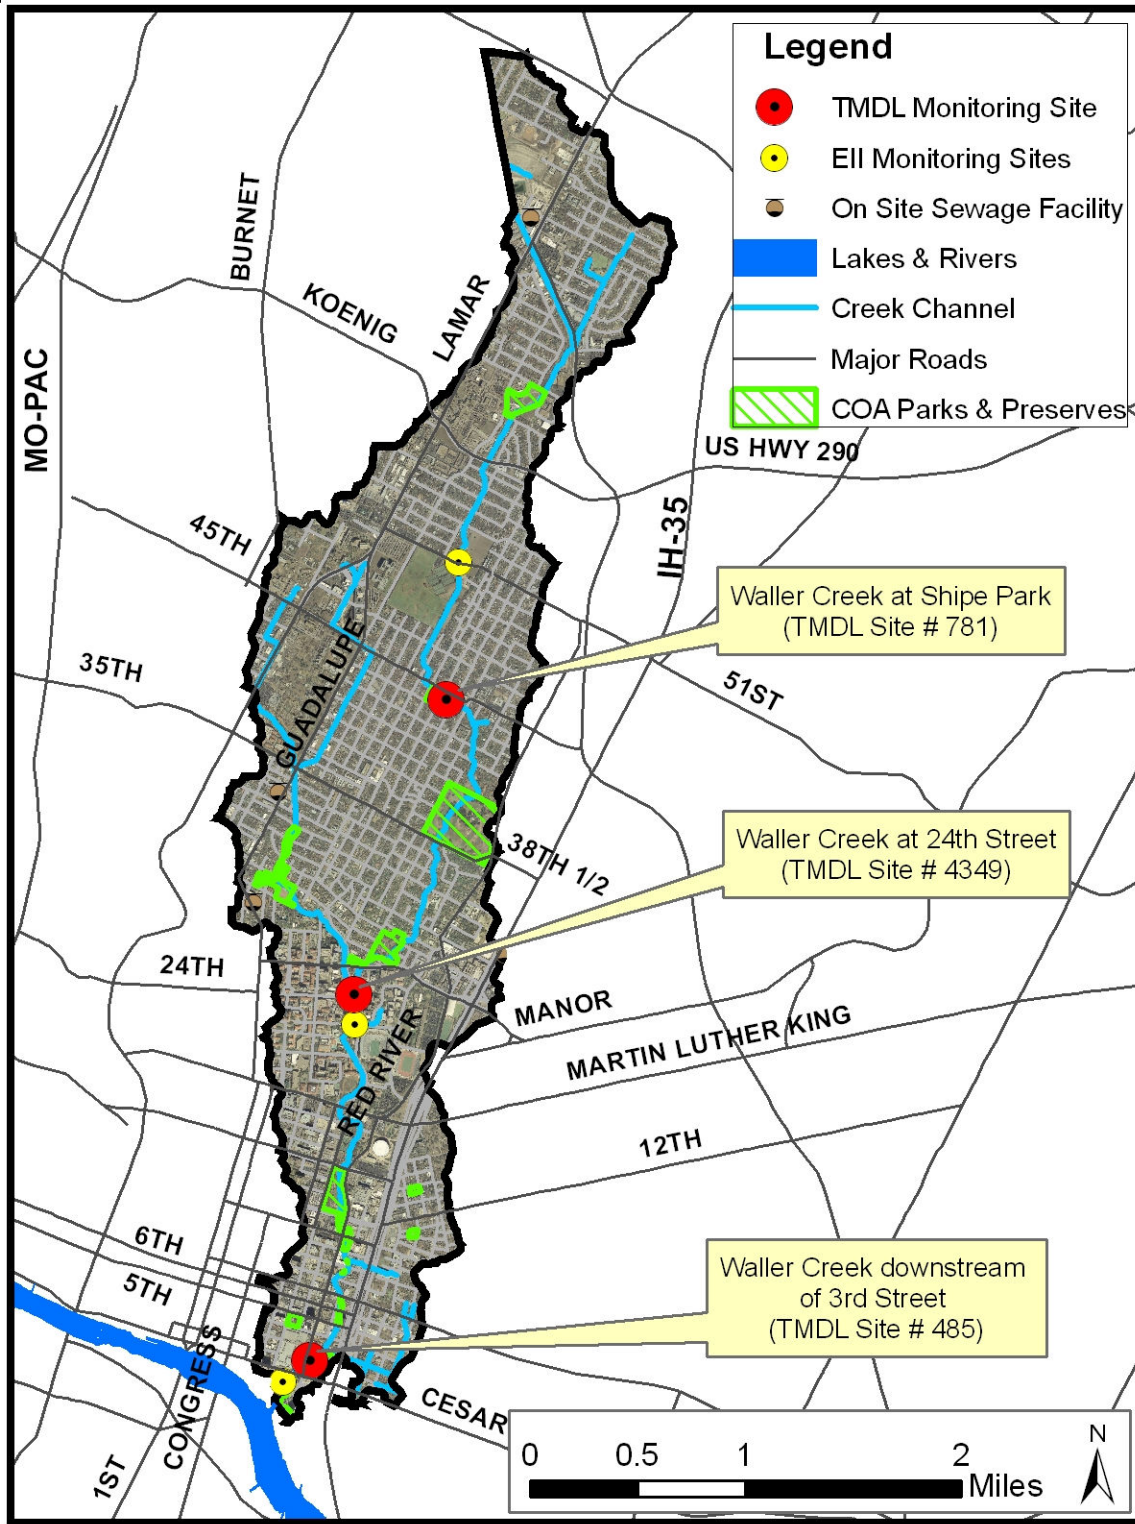 Legend
TMDL Monitoring Site
EII Monitoring Sites
On Site Sewage Facility
Lakes & Rivers
Creek Channel
Major Roads
COA Parks & Preserves
BURNET
KOENIG
LAMAR
MO-PAC
US HWY 290
IH-35
45TH
Waller Creek at Shipe Park
(TMDL Site # 781)
35TH
GUADALUPE
51ST
38TH 1/2
Waller Creek at 24th Street
(TMDL Site # 4349)
24TH
MANOR
RED RIVER
MARTIN LUTHER KING
12TH
6TH
5TH
Waller Creek downstream
of 3rd Street
(TMDL Site # 485)
CONGRESS
1ST
CESAR
0 0.5 1 2
Miles
N